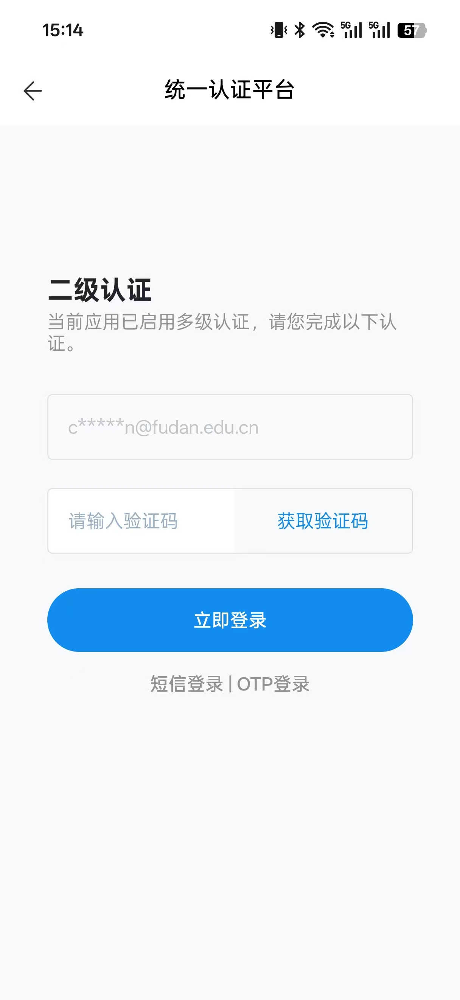 15:14
5G 5G 57
统一认证平台
二级认证
当前应用已启用多级认证，请您完成以下认
证。
c*****n@fudan.edu.cn
请输入验证码 获取验证码
立即登录
短信登录 | OTP登录